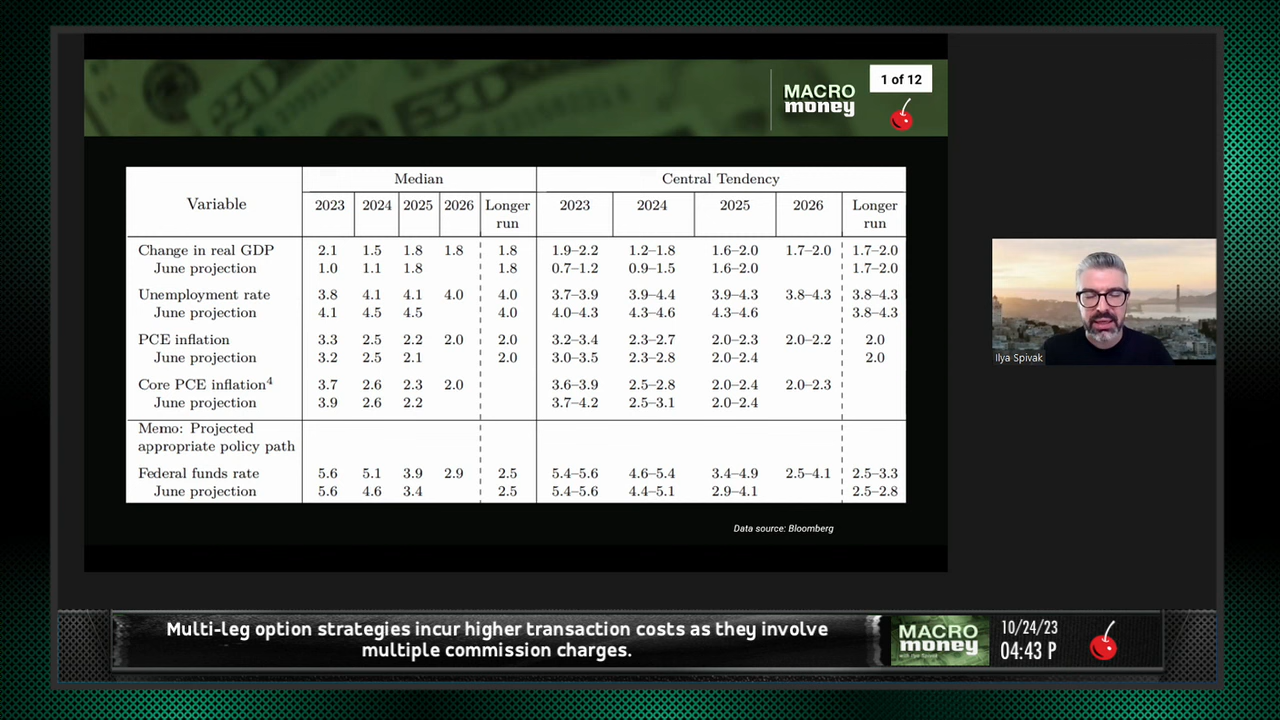 MACRO
money
1 of 12
Variable Median Central Tendency
2023 2024 2025 2026 Longer run 2023 2024 2025 2026 Longer run
Change in real GDP 2.1 1.5 1.8 1.8 1.8 1.9–2.2 1.2–1.8 1.6–2.0 1.7–2.0 1.7–2.0
June projection 1.0 1.1 1.8 1.8 0.7–1.2 0.9–1.5 1.6–2.0 1.7–2.0
Unemployment rate 3.8 4.1 4.1 4.0 4.0 3.7–3.9 3.9–4.4 3.9–4.3 3.8–4.3 3.8–4.3
June projection 4.1 4.5 4.5 4.0 4.0–4.3 4.3–4.6 4.3–4.6 3.8–4.3
PCE inflation 3.3 2.5 2.2 2.0 2.0 3.2–3.4 2.3–2.7 2.0–2.3 2.0–2.2 2.0
June projection 3.2 2.5 2.1 2.0 3.0–3.5 2.3–2.8 2.0–2.4 2.0
Core PCE inflation⁴ 3.7 2.6 2.3 2.0 3.6–3.9 2.5–2.8 2.0–2.4 2.0–2.3
June projection 3.9 2.6 2.2 3.7–4.2 2.5–3.1 2.0–2.4
Memo: Projected
appropriate policy path
Federal funds rate 5.6 5.1 3.9 2.9 2.5 5.4–5.6 4.6–5.4 3.4–4.9 2.5–4.1 2.5–3.3
June projection 5.6 4.6 3.4 2.5 5.4–5.6 4.4–5.1 2.9–4.1 2.5–2.8
Data source: Bloomberg
Ilya Spivak
Multi-leg option strategies incur higher transaction costs as they involve
multiple commission charges.
MACRO
money
with Ilya Spivak
10/24/23
04:43 P